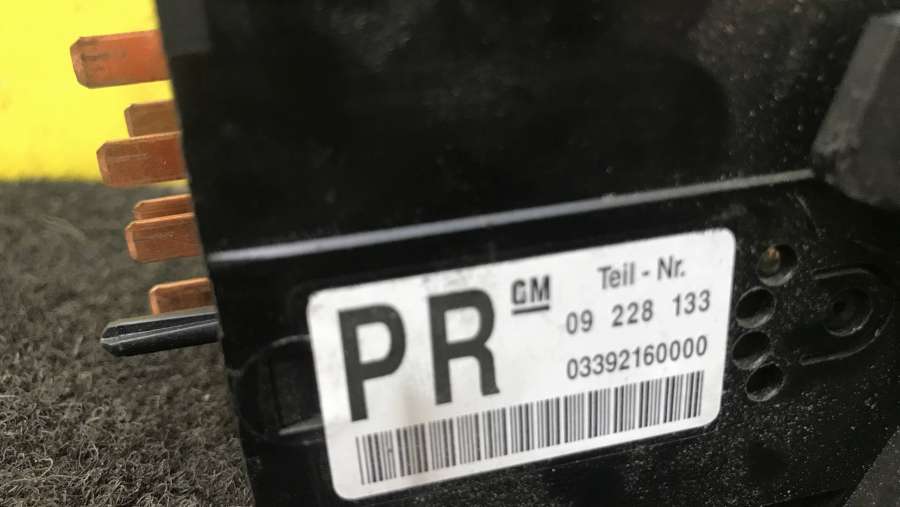 PR GM Teil - Nr.
09 228 133
03392160000